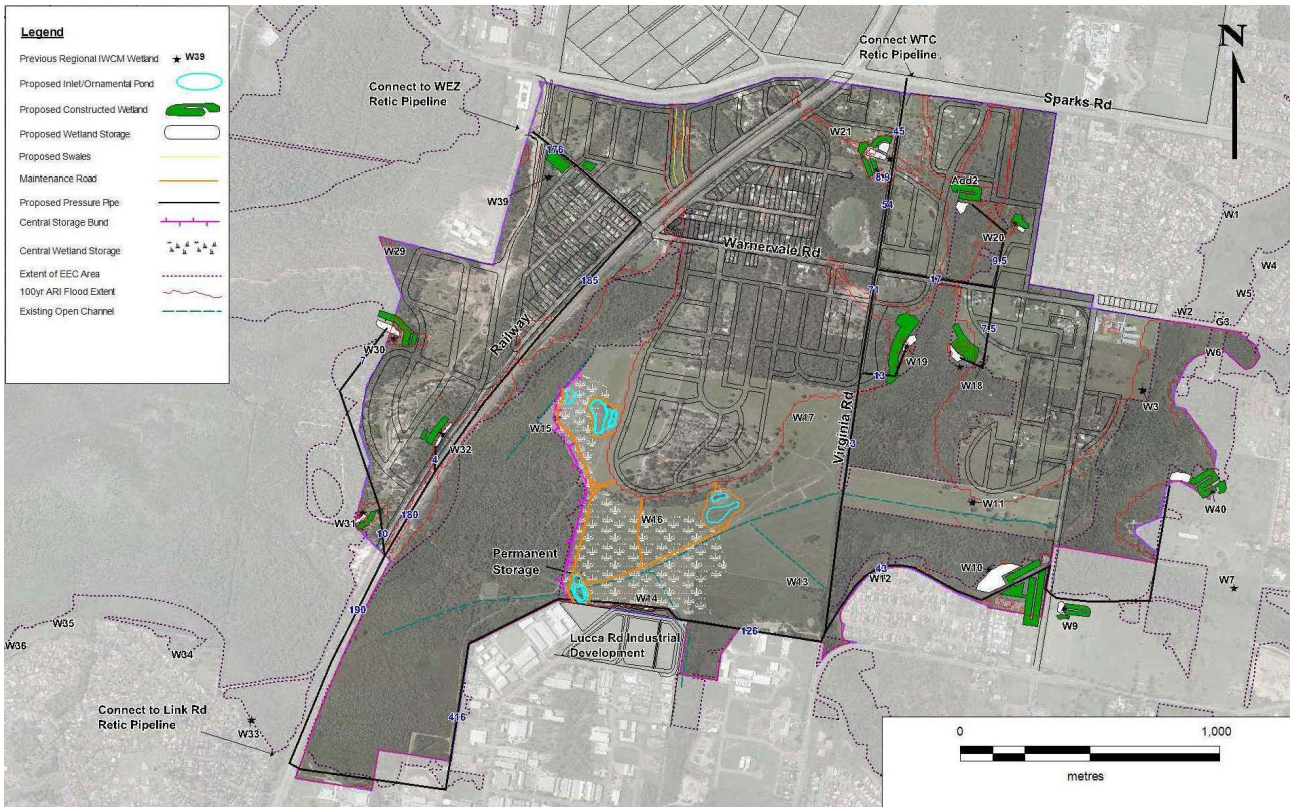 Legend
Previous Regional IWCM Wetland
W39
Proposed Inlet/Ornamental Pond
Proposed Constructed Wetland
Proposed Wetland Storage
Proposed Swales
Maintenance Road
Proposed Pressure Pipe
Central Storage Bund
Central Wetland Storage
Extent of EEC Area
100yr ARI Flood Extent
Existing Open Channel
Connect to WEZ
Retic Pipeline
Connect WTC
Retic Pipeline
N
Sparks Rd
176
W39
W21
45
8.9
54
Add2
W20
9.5
W1
W4
W5
W2
G3
W6
W29
Warnervale Rd
185
Railway
71
17
7.5
W30
7
W19
W18
13
W3
W15
W17
Virginia Rd
3
W32
4
W31
180
10
W16
W11
W40
Permanent
Storage
W13
W14
W10
43
W12
W7
W9
190
126
Lucca Rd Industrial
Development
W35
W36
W34
Connect to Link Rd
Retic Pipeline
W33
416
0
1,000
metres